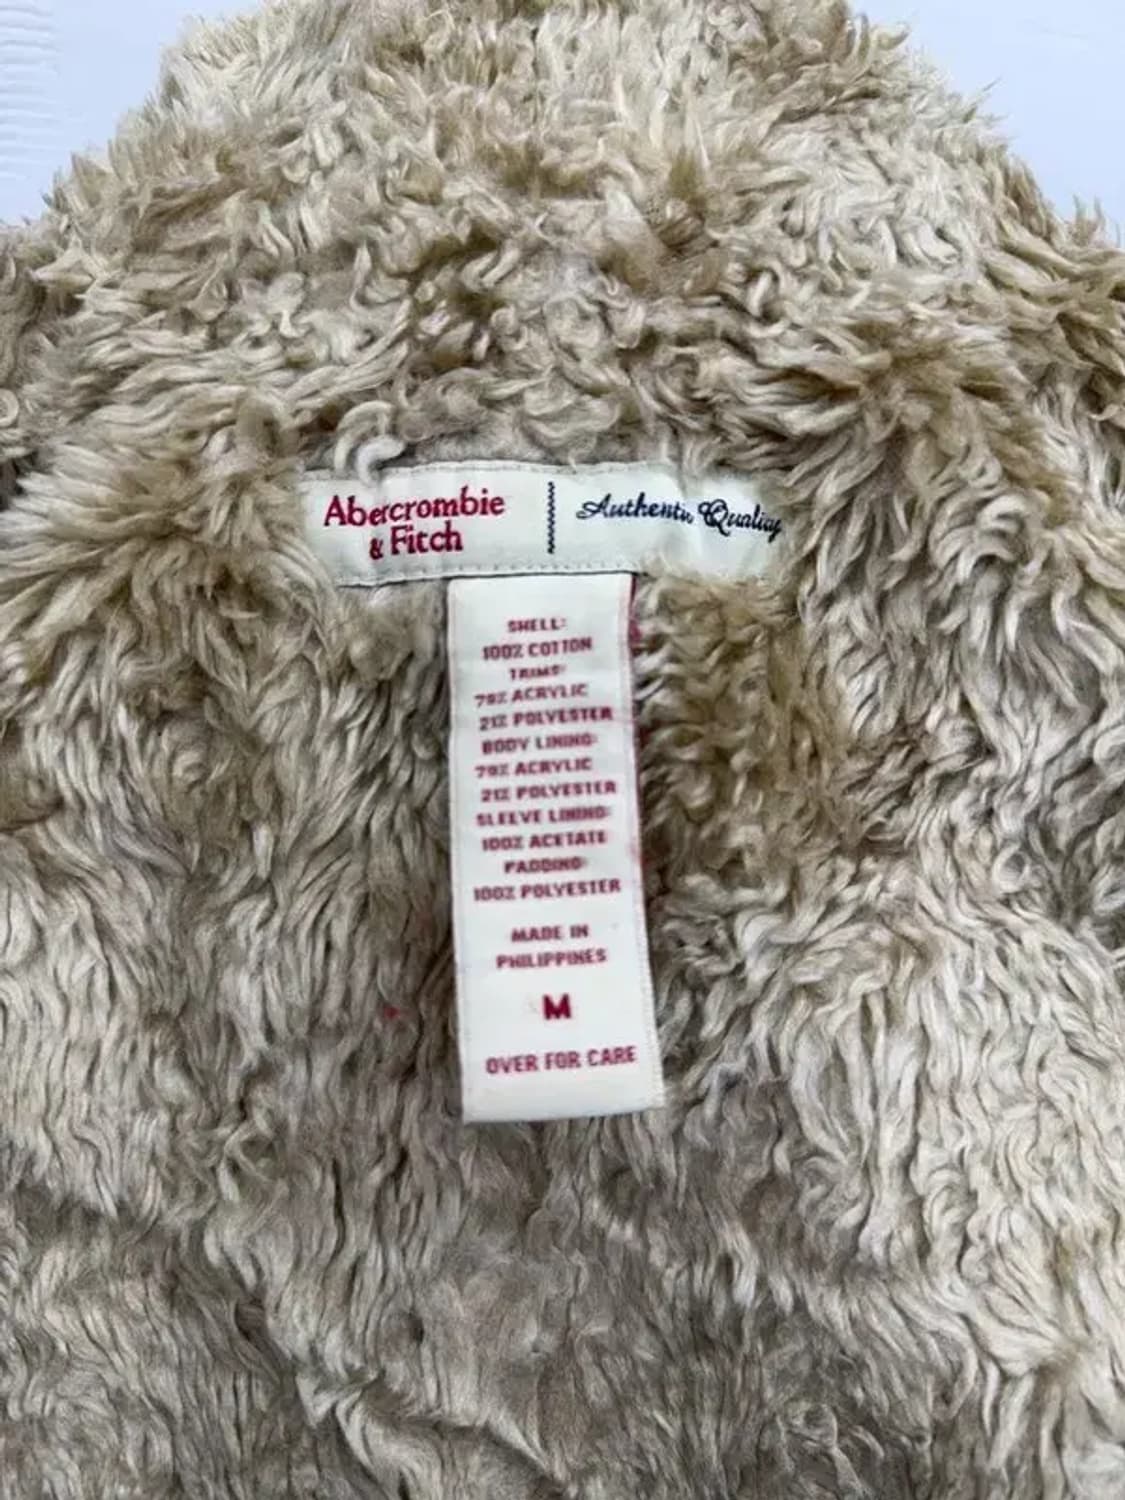 Abercrombie
& Fitch
Authentic Quality
SHELL:
100% COTTON
TRIMS:
79% ACRYLIC
21% POLYESTER
BODY LINING:
79% ACRYLIC
21% POLYESTER
SLEEVE LINING:
100% ACETATE
PADDING:
100% POLYESTER
MADE IN
PHILIPPINES
M
OVER FOR CARE